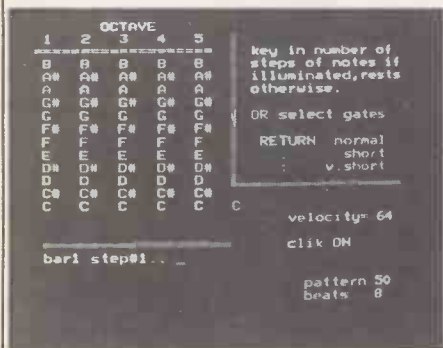 OCTAVE
1 2 3 4 5
B B B B B
A# A# A# A# A#
A A A A A
G# G# G# G# G#
G G G G G
F# F# F# F# F#
F F F F F
E E E E E
D# D# D# D# D#
D D D D D
C# C# C# C# C#
C C C C C C
key in number of
steps of notes if
illuminated,rests
otherwise.
OR select gates
RETURN normal
. short
: v.short
velocity= 64
clik ON
bar1 step#1.. _
pattern 50
beats 8